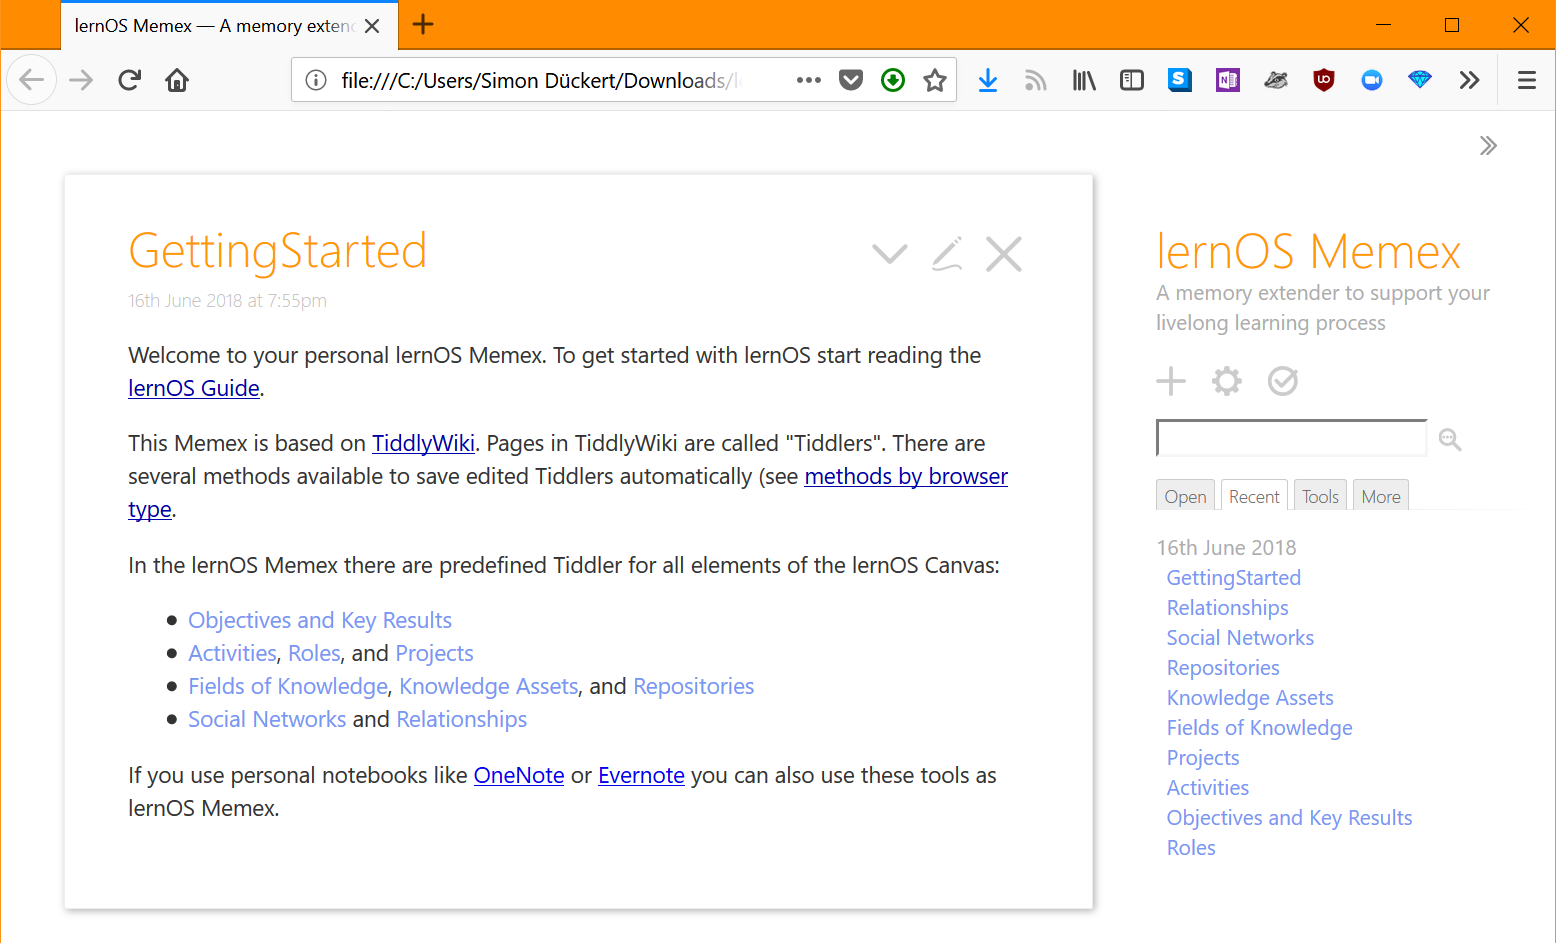 lernOS Memex — A memory exten
file:///C:/Users/Simon Dückert/Downloads/l
GettingStarted
16th June 2018 at 7:55pm
Welcome to your personal lernOS Memex. To get started with lernOS start reading the
lernOS Guide.
This Memex is based on TiddlyWiki. Pages in TiddlyWiki are called "Tiddlers". There are
several methods available to save edited Tiddlers automatically (see methods by browser
type.
In the lernOS Memex there are predefined Tiddler for all elements of the lernOS Canvas:
Objectives and Key Results
Activities, Roles, and Projects
Fields of Knowledge, Knowledge Assets, and Repositories
Social Networks and Relationships
If you use personal notebooks like OneNote or Evernote you can also use these tools as
lernOS Memex.
lernOS Memex
A memory extender to support your
livelong learning process
Open Recent Tools More
16th June 2018
GettingStarted
Relationships
Social Networks
Repositories
Knowledge Assets
Fields of Knowledge
Projects
Activities
Objectives and Key Results
Roles